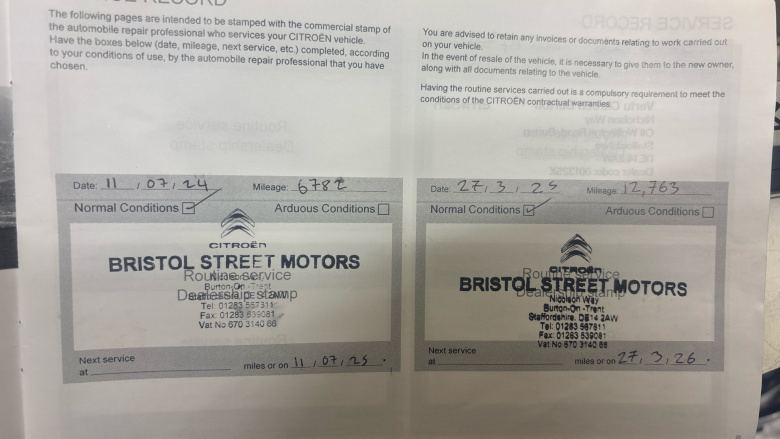 The following pages are intended to be stamped with the commercial stamp of
the automobile repair professional who services your CITROËN vehicle.
Have the boxes below (date, mileage, next service, etc.) completed, according
to your conditions of use, by the automobile repair professional that you have
chosen.
Date: 11 , 07 , 24 Mileage: 6782
Normal Conditions Arduous Conditions
CITROËN
BRISTOL STREET MOTORS
Routine service
Dealership stamp
Burton-On -Trent
Tel: 01283 567811
Fax: 01283 539081
Vat No 670 3140 66
Next service
at miles or on 11 , 07 , 25 .
You are advised to retain any invoices or documents relating to work carried out
on your vehicle.
In the event of resale of the vehicle, it is necessary to give them to the new owner,
along with all documents relating to the vehicle.
Having the routine services carried out is a compulsory requirement to meet the
conditions of the CITROËN contractual warranties.
Date: 27 , 3 , 25 Mileage: 12,763
Normal Conditions Arduous Conditions
CITROËN
Routine service
BRISTOL STREET MOTORS
Dealership stamp
Nicolson Way
Burton-On -Trent
Staffordshire. DE14 2AW
Tel: 01283 567811
Fax: 01283 539081
Vat No 670 3140 66
Next service
at miles or on 27 , 3 , 26 .